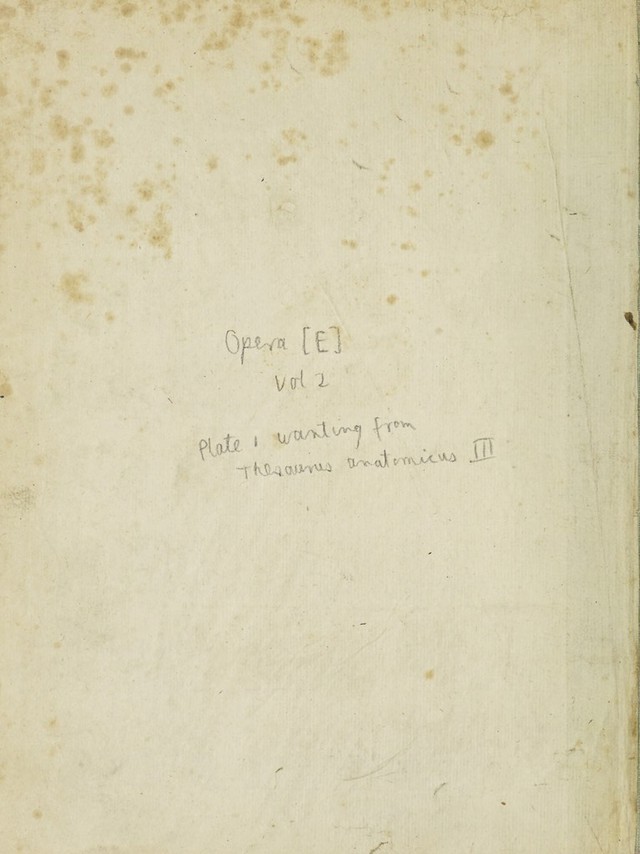 Opera [E]
Vol 2
Plate 1 wanting from
Thesaurus anatomicus III